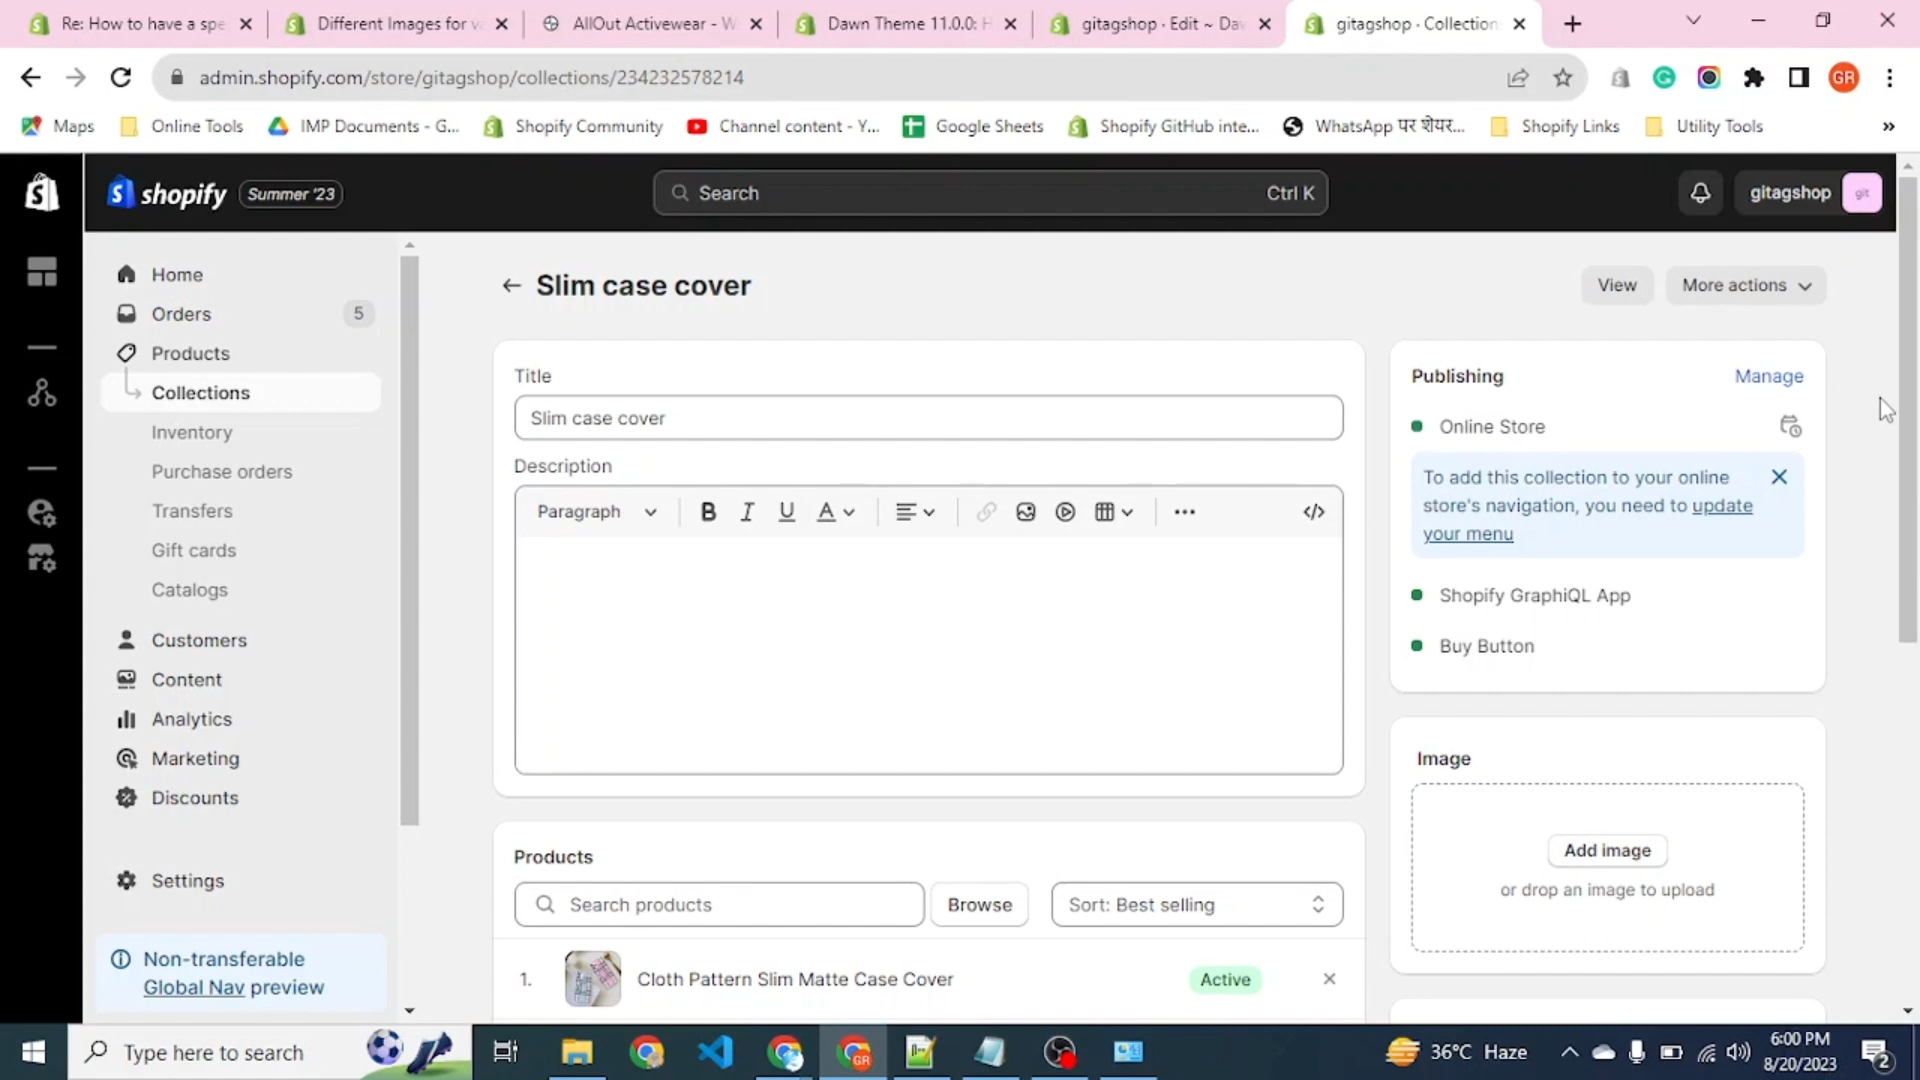 Re: How to have a spe
Different Images for v
AllOut Activewear - W
Dawn Theme 11.0.0: H
gitagshop · Edit ~ Da
gitagshop · Collection
admin.shopify.com/store/gitagshop/collections/234232578214
GR
Maps
Online Tools
IMP Documents - G...
Shopify Community
Channel content - Y...
Google Sheets
Shopify GitHub inte...
WhatsApp पर शेयर...
Shopify Links
Utility Tools
»
shopify
Summer '23
Search
Ctrl K
gitagshop
git
Home
Orders
5
Products
Collections
Inventory
Purchase orders
Transfers
Gift cards
Catalogs
Customers
Content
Analytics
Marketing
Discounts
Settings
Non-transferable
Global Nav preview
Slim case cover
View
More actions
Title
Slim case cover
Description
Paragraph
B I U A
Products
Search products
Browse
Sort: Best selling
1.
Cloth Pattern Slim Matte Case Cover
Active
Publishing
Manage
Online Store
To add this collection to your online
store's navigation, you need to update
your menu
Shopify GraphiQL App
Buy Button
Image
Add image
or drop an image to upload
Type here to search
GR
36°C Haze
6:00 PM
8/20/2023
2